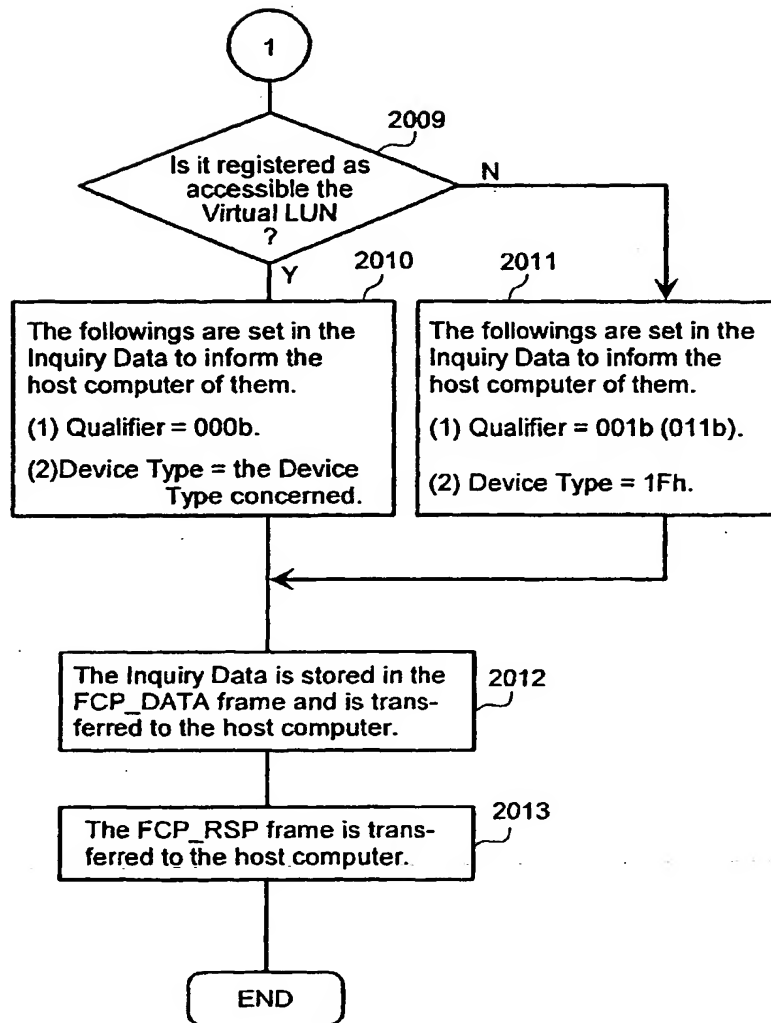 1
2009
Is it registered as
accessible the
Virtual LUN
?
N
Y
2010
The followings are set in the
Inquiry Data to inform the
host computer of them.
(1) Qualifier = 000b.
(2)Device Type = the Device
Type concerned.
2011
The followings are set in the
Inquiry Data to inform the
host computer of them.
(1) Qualifier = 001b (011b).
(2) Device Type = 1Fh.
The Inquiry Data is stored in the
FCP_DATA frame and is trans-
ferred to the host computer.
2012
The FCP_RSP frame is trans-
ferred to the host computer.
2013
END